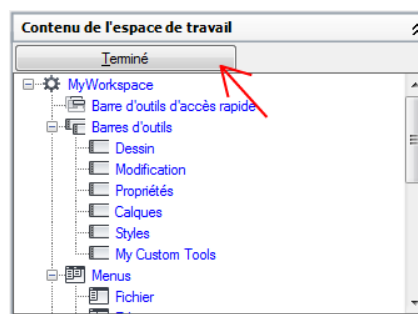 Contenu de l'espace de travail
Terminé
MyWorkspace
Barre d'outils d'accès rapide
Barres d'outils
Dessin
Modification
Propriétés
Calques
Styles
My Custom Tools
Menus
Fichier